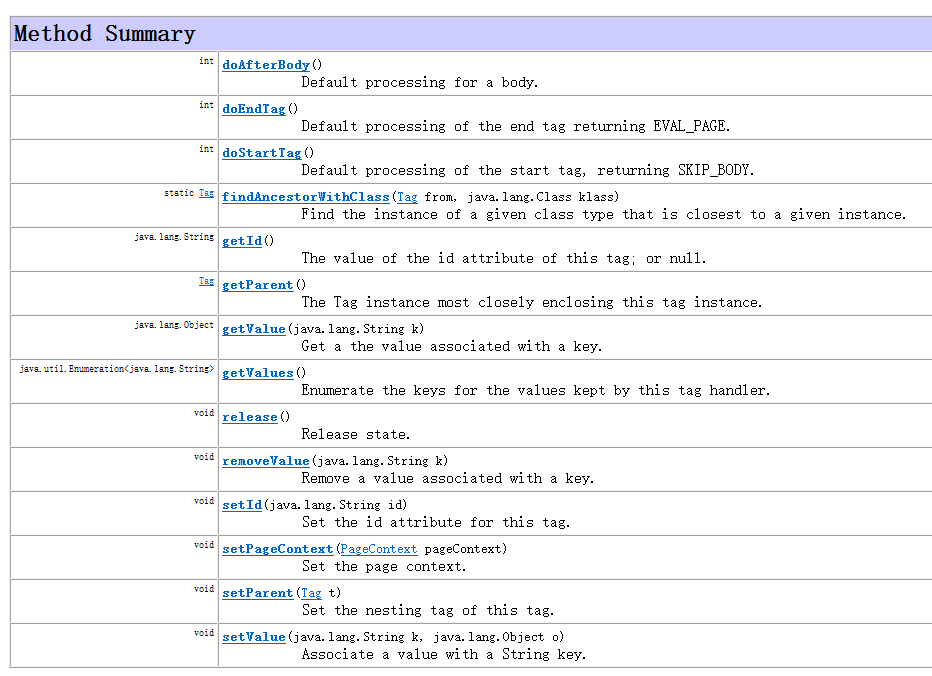 Method Summary
int doAfterBody()
Default processing for a body.
int doEndTag()
Default processing of the end tag returning EVAL_PAGE.
int doStartTag()
Default processing of the start tag, returning SKIP_BODY.
static Tag findAncestorWithClass(Tag from, java.lang.Class klass)
Find the instance of a given class type that is closest to a given instance.
java.lang.String getId()
The value of the id attribute of this tag; or null.
Tag getParent()
The Tag instance most closely enclosing this tag instance.
java.lang.Object getValue(java.lang.String k)
Get a the value associated with a key.
java.util.Enumeration<java.lang.String> getValues()
Enumerate the keys for the values kept by this tag handler.
void release()
Release state.
void removeValue(java.lang.String k)
Remove a value associated with a key.
void setId(java.lang.String id)
Set the id attribute for this tag.
void setPageContext(PageContext pageContext)
Set the page context.
void setParent(Tag t)
Set the nesting tag of this tag.
void setValue(java.lang.String k, java.lang.Object o)
Associate a value with a String key.